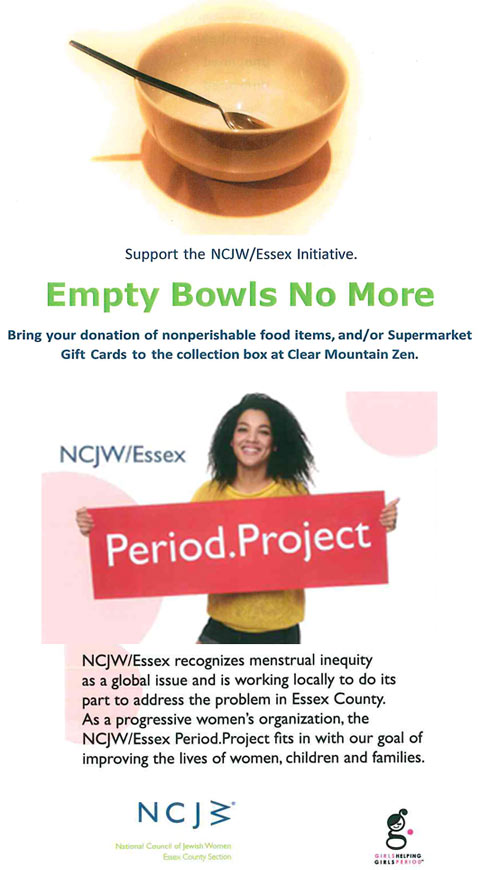 Support the NCJW/Essex Initiative.
Empty Bowls No More
Bring your donation of nonperishable food items, and/or Supermarket
Gift Cards to the collection box at Clear Mountain Zen.
NCJW/Essex
Period.Project
NCJW/Essex recognizes menstrual inequity
as a global issue and is working locally to do its
part to address the problem in Essex County.
As a progressive women's organization, the
NCJW/Essex Period.Project fits in with our goal of
improving the lives of women, children and families.
NCJW®
National Council of Jewish Women
Essex County Section
g
GIRLSHELPING
GIRLSPERIOD™